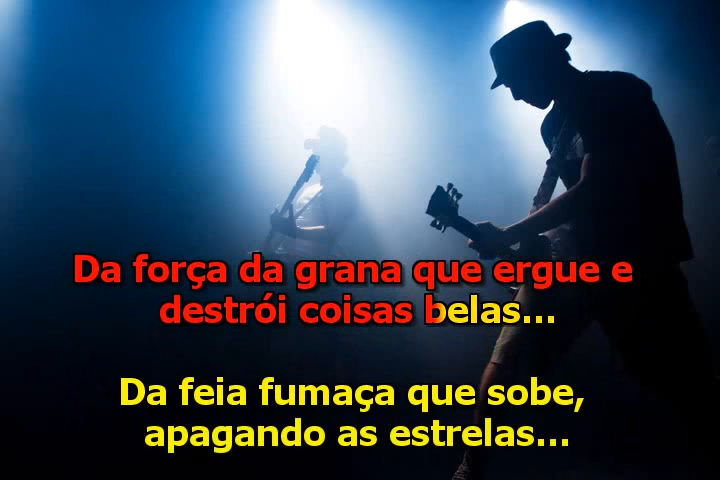 Da força da grana que ergue e
destrói coisas belas...
Da feia fumaça que sobe,
apagando as estrelas...